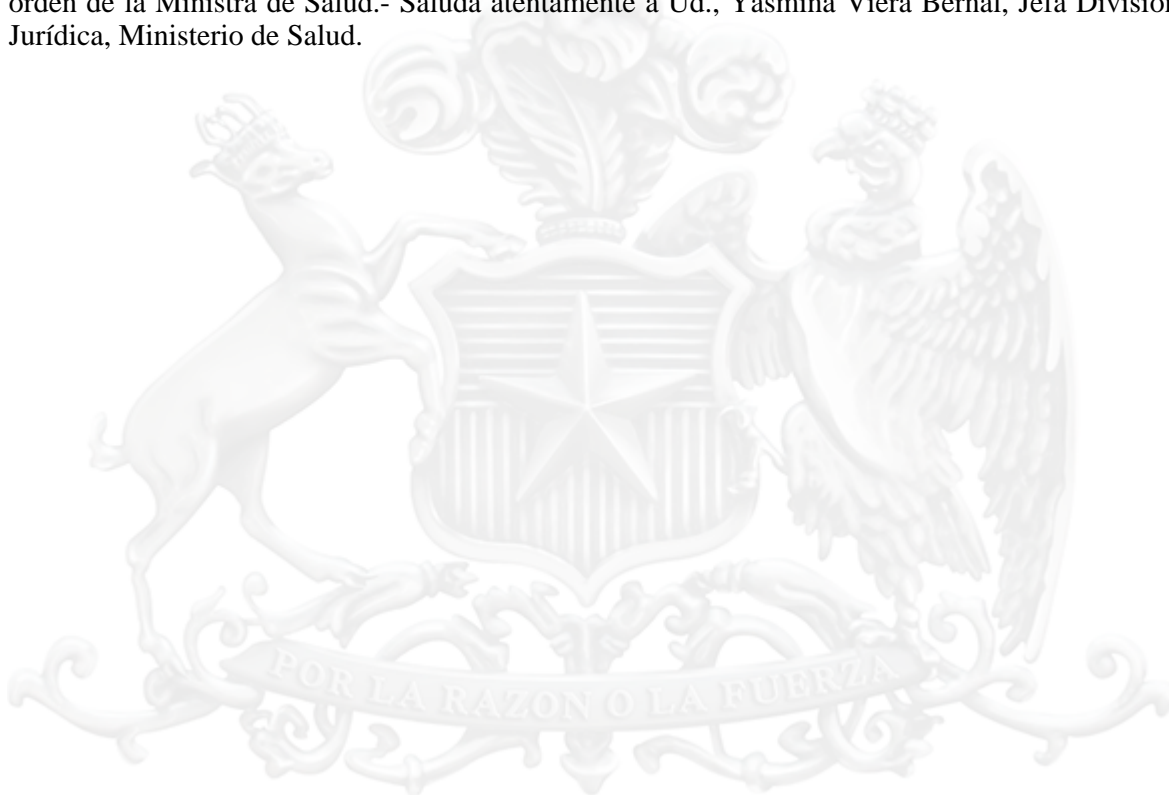 orden de la Ministra de Salud.- Saluda atentamente a Ud., Yasmina Viera Bernal, Jefa División
Jurídica, Ministerio de Salud.
POR LA RAZON O LA FUERZA